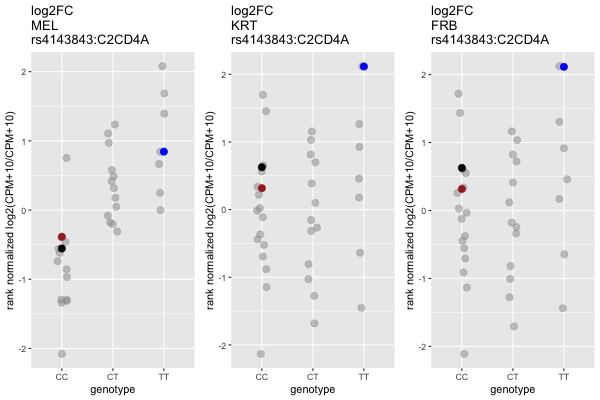 log2FC
MEL
rs4143843:C2CD4A
rank normalized log2(CPM+10/CPM+10)
2
1
0
-1
-2
CC
CT
TT
genotype
log2FC
KRT
rs4143843:C2CD4A
rank normalized log2(CPM+10/CPM+10)
2
1
0
-1
-2
CC
CT
TT
genotype
log2FC
FRB
rs4143843:C2CD4A
rank normalized log2(CPM+10/CPM+10)
2
1
0
-1
-2
CC
CT
TT
genotype